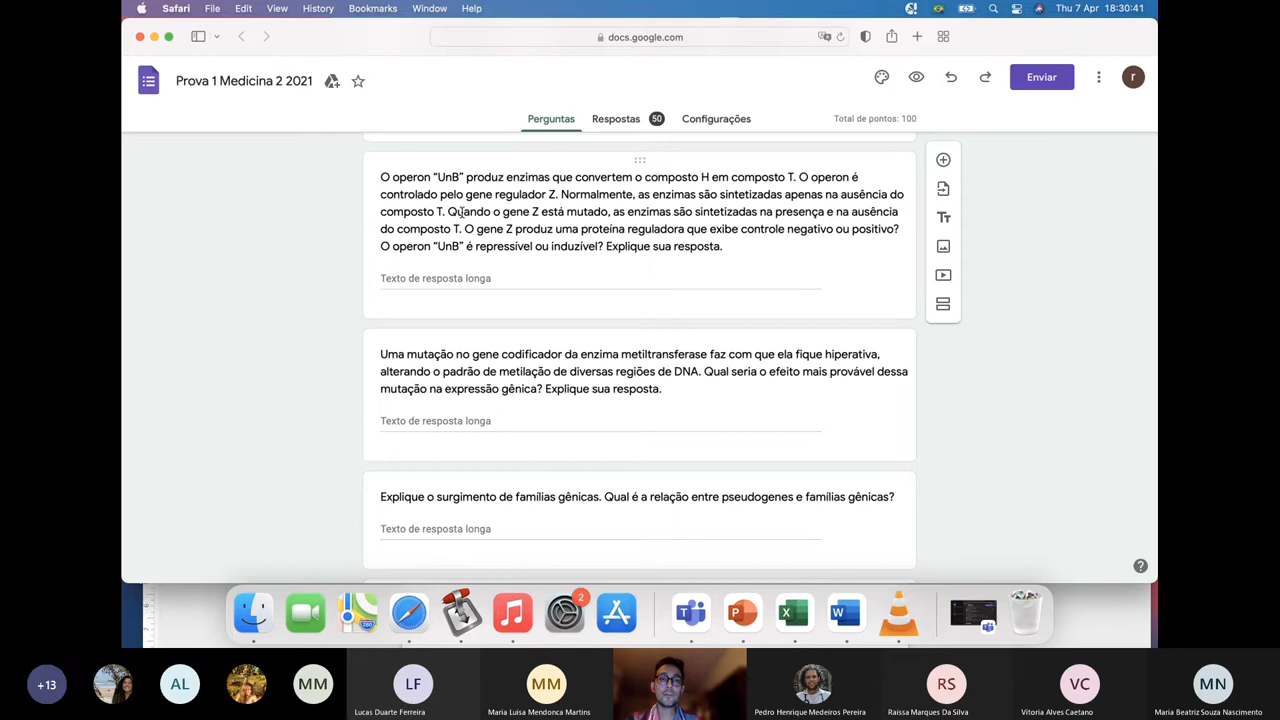 Safari File Edit View History Bookmarks Window Help Thu 7 Apr 18:30:41
docs.google.com
Prova 1 Medicina 2 2021
Enviar
r
Perguntas Respostas 50 Configurações Total de pontos: 100
O operon “UnB” produz enzimas que convertem o composto H em composto T. O operon é
controlado pelo gene regulador Z. Normalmente, as enzimas são sintetizadas apenas na ausência do
composto T. Quando o gene Z está mutado, as enzimas são sintetizadas na presença e na ausência
do composto T. O gene Z produz uma proteína reguladora que exibe controle negativo ou positivo?
O operon “UnB” é repressível ou induzível? Explique sua resposta.
Texto de resposta longa
Uma mutação no gene codificador da enzima metiltransferase faz com que ela fique hiperativa,
alterando o padrão de metilação de diversas regiões de DNA. Qual seria o efeito mais provável dessa
mutação na expressão gênica? Explique sua resposta.
Texto de resposta longa
Explique o surgimento de famílias gênicas. Qual é a relação entre pseudogenes e famílias gênicas?
Texto de resposta longa
2
280
+13 AL MM LF MM RS VC MN
Lucas Duarte Ferreira Maria Luisa Mendonca Martins Pedro Henrique Medeiros Pereira Raissa Marques Da Silva Vitoria Alves Caetano Maria Beatriz Souza Nascimento